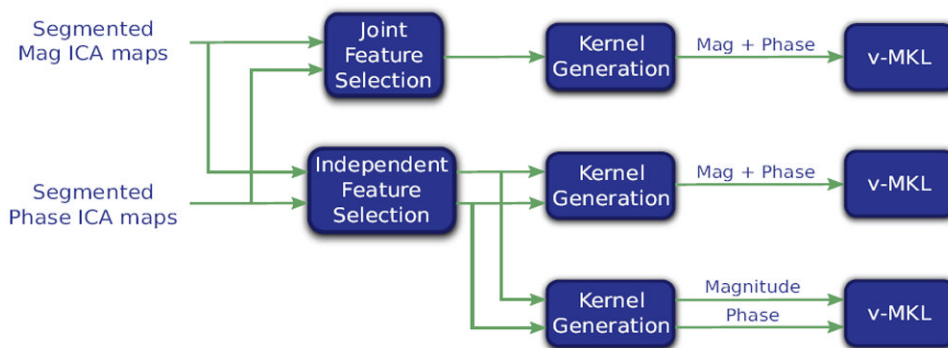 Segmented
Mag ICA maps
Joint
Feature
Selection
Kernel
Generation
Mag + Phase
v-MKL
Segmented
Phase ICA maps
Independent
Feature
Selection
Kernel
Generation
Mag + Phase
v-MKL
Kernel
Generation
Magnitude
Phase
v-MKL